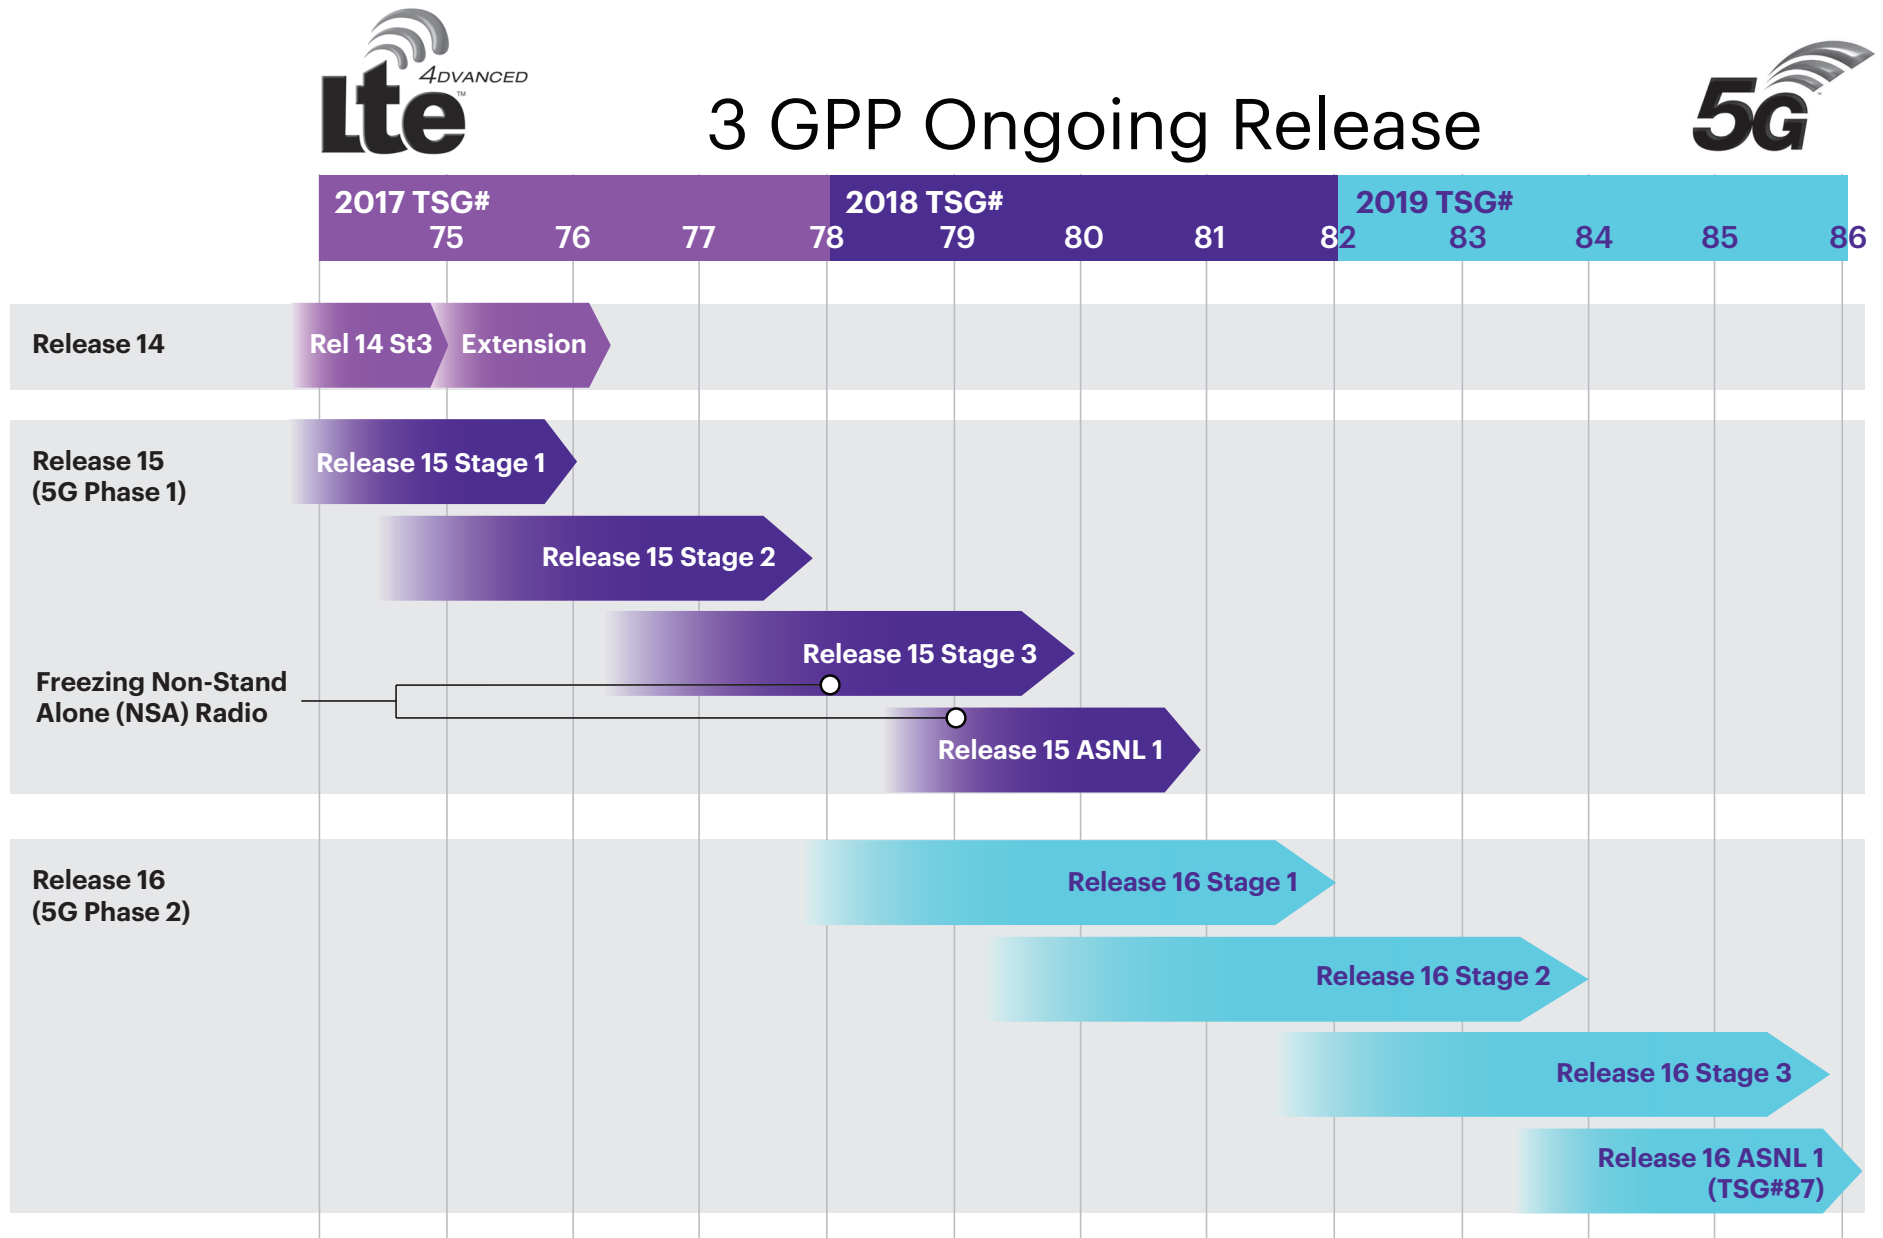 Lte
4DVANCED
™
3 GPP Ongoing Release
5G
2017 TSG#
2018 TSG#
2019 TSG#
75 76 77 78 79 80 81 82 83 84 85 86
Release 14
Rel 14 St3
Extension
Release 15
(5G Phase 1)
Release 15 Stage 1
Release 15 Stage 2
Release 15 Stage 3
Freezing Non-Stand
Alone (NSA) Radio
Release 15 ASNL 1
Release 16
(5G Phase 2)
Release 16 Stage 1
Release 16 Stage 2
Release 16 Stage 3
Release 16 ASNL 1
(TSG#87)